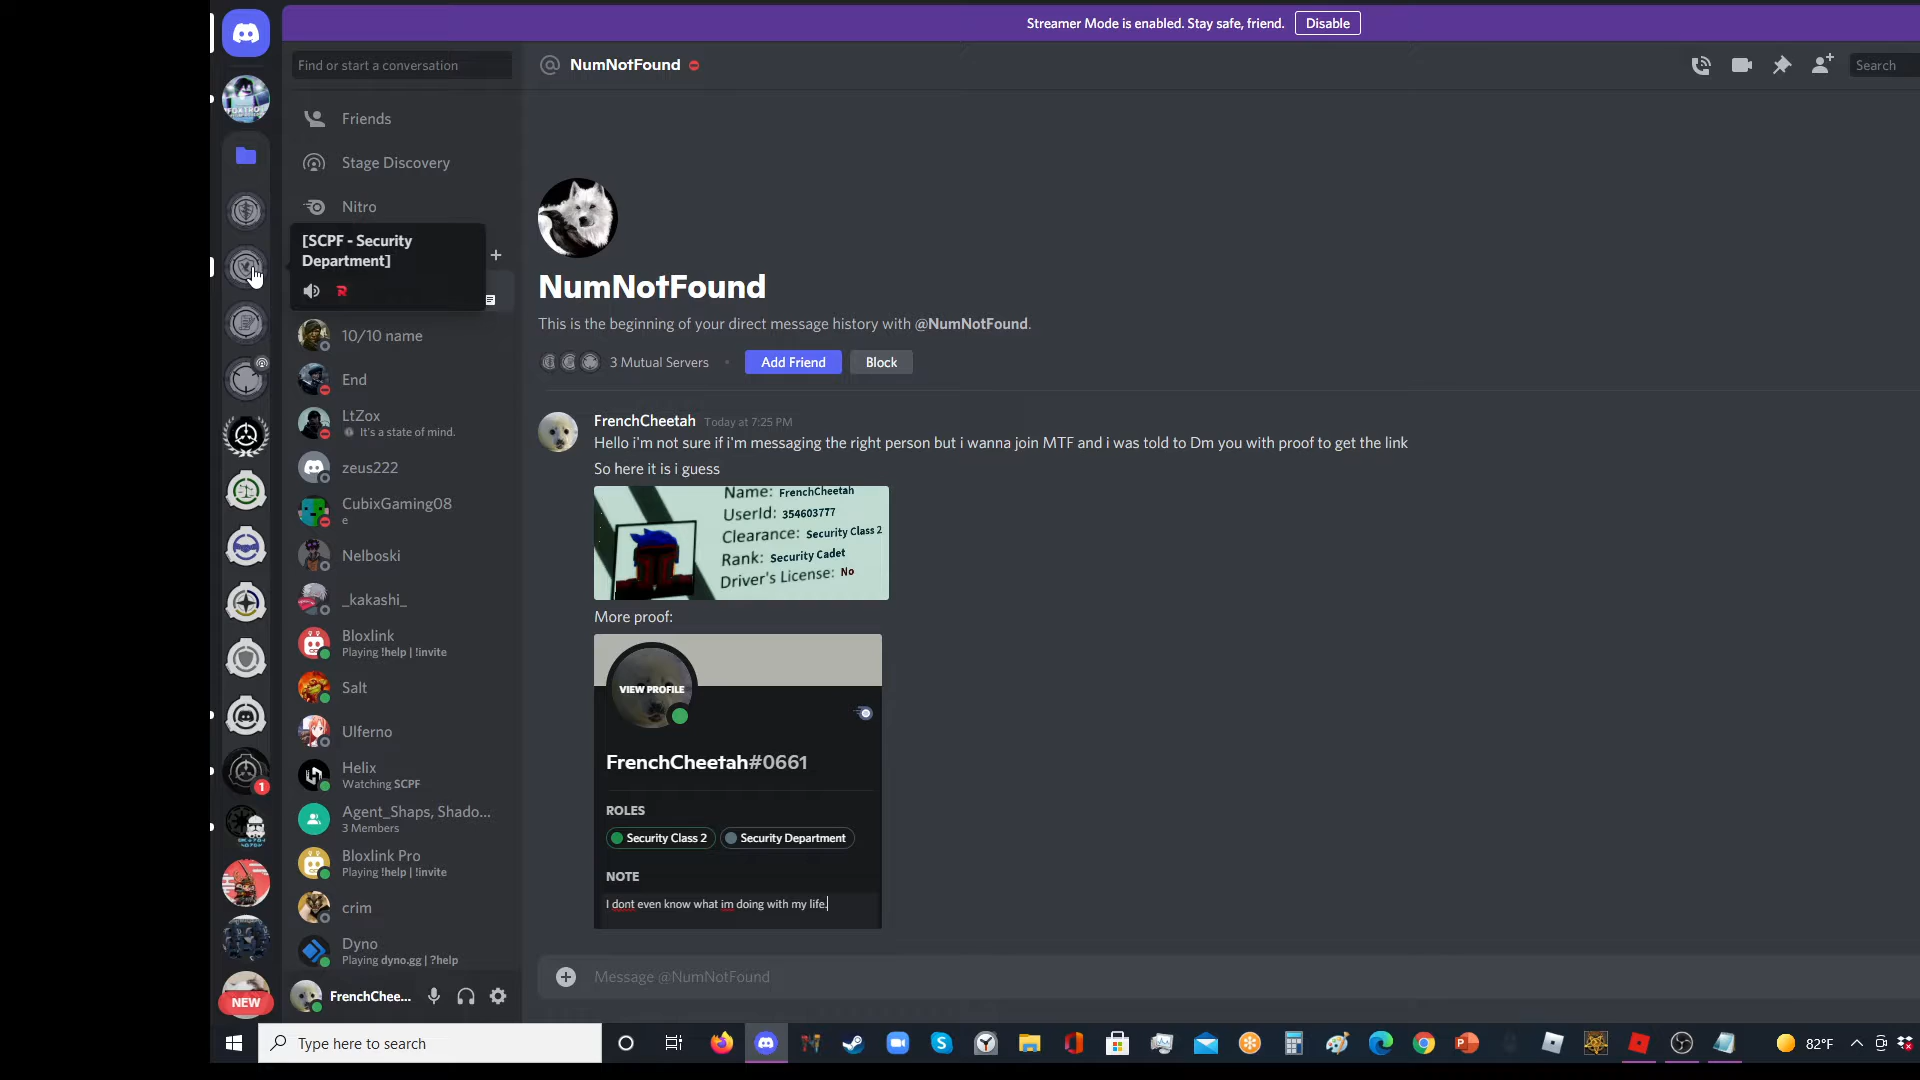 Streamer Mode is enabled. Stay safe, friend.
Disable
Find or start a conversation
NumNotFound
Search
Friends
Stage Discovery
Nitro
[SCPF - Security
Department]
10/10 name
End
LtZox
It's a state of mind.
zeus222
CubixGaming08
e
Nelboski
_kakashi_
Bloxlink
Playing !help | !invite
Salt
Ulferno
Helix
Watching SCPF
Agent_Shaps, Shado...
3 Members
Bloxlink Pro
Playing !help | !invite
crim
Dyno
Playing dyno.gg | ?help
FrenchChee...
1
NEW
NumNotFound
This is the beginning of your direct message history with @NumNotFound.
3 Mutual Servers
Add Friend
Block
FrenchCheetah Today at 7:25 PM
Hello i'm not sure if i'm messaging the right person but i wanna join MTF and i was told to Dm you with proof to get the link
So here it is i guess
Name: FrenchCheetah
UserId: 354603777
Clearance: Security Class 2
Rank: Security Cadet
Driver's License: No
More proof:
VIEW PROFILE
FrenchCheetah#0661
ROLES
Security Class 2
Security Department
NOTE
I dont even know what im doing with my life.
Message @NumNotFound
Type here to search
82°F